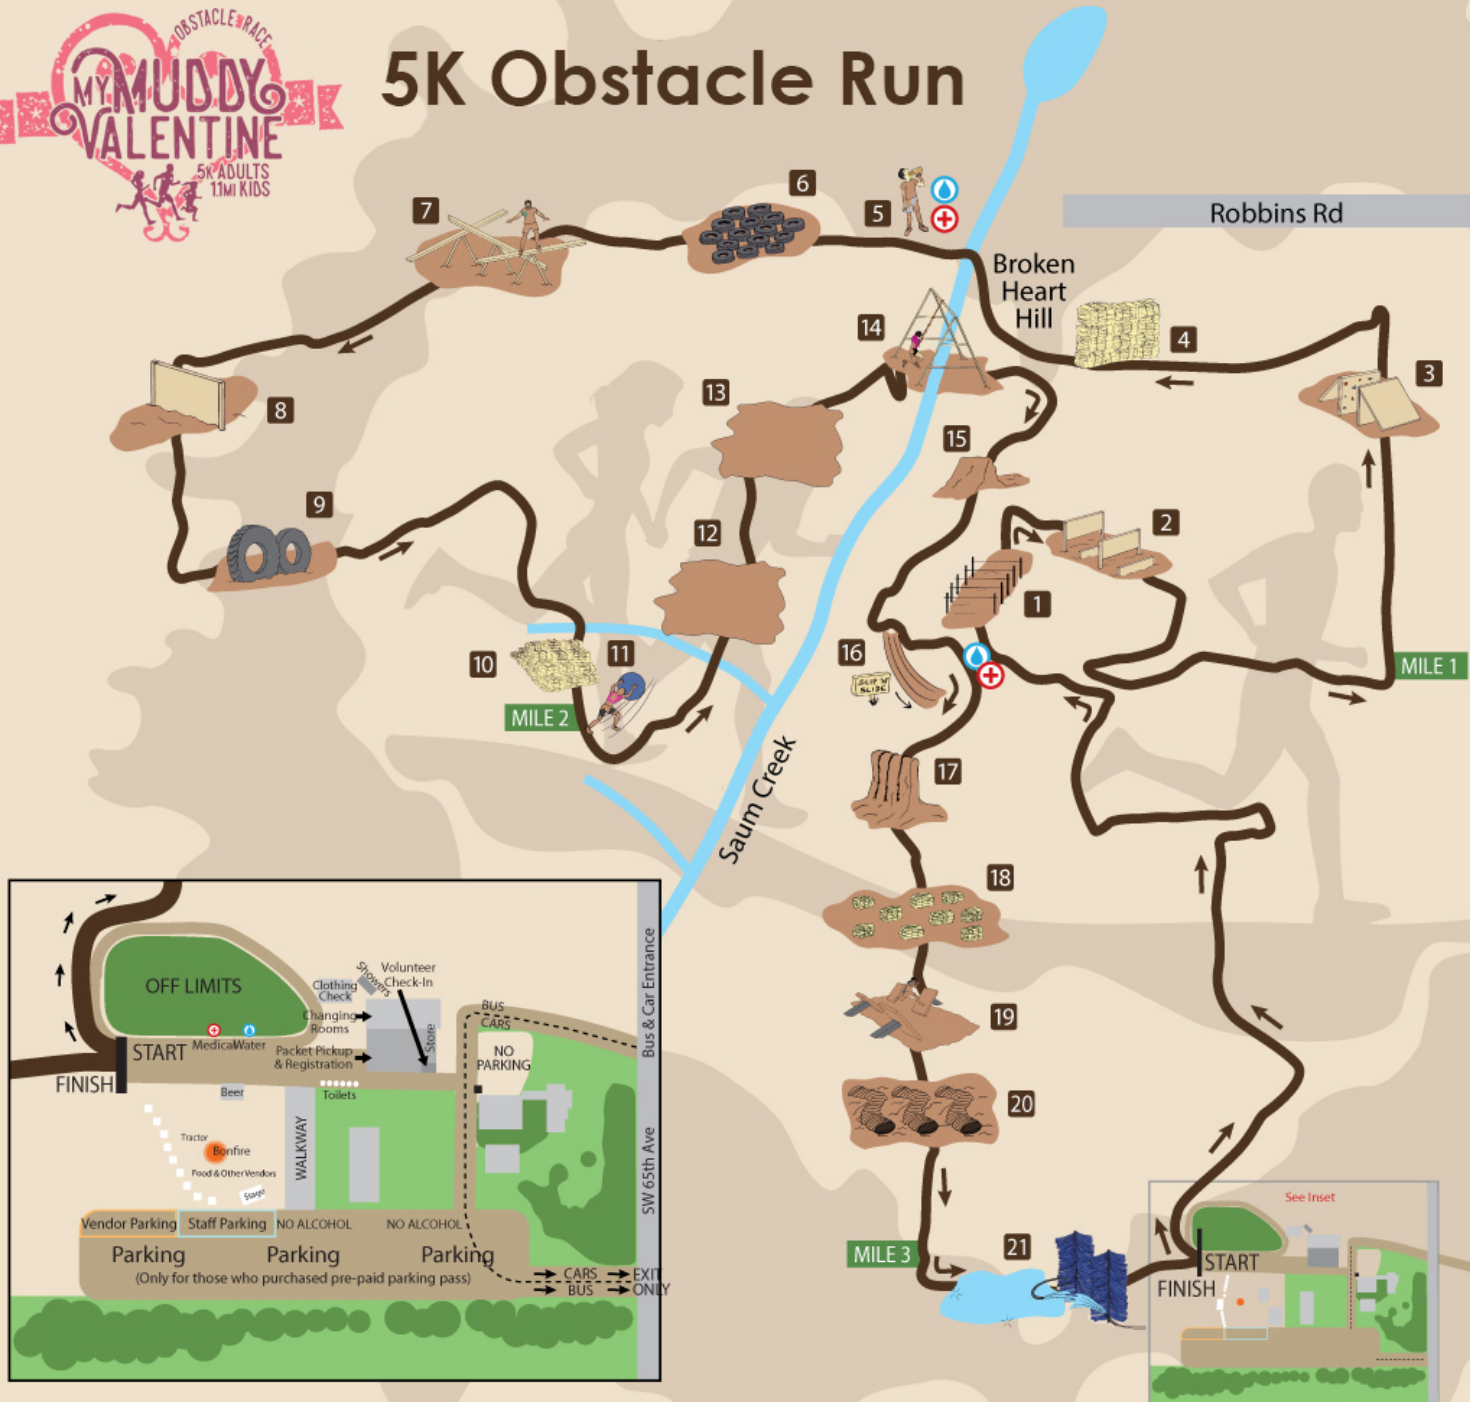 OBSTACLE RACE
MY MUDDY
VALENTINE
5K ADULTS
1.1MI KIDS
5K Obstacle Run
Robbins Rd
Broken
Heart
Hill
1
2
3
MILE 1
4
5
6
7
8
9
10
MILE 2
11
12
13
14
15
16
SLIP 'N
SLIDE
17
18
19
20
MILE 3
21
Saum Creek
See Inset
START
FINISH
OFF LIMITS
Medical
Water
START
FINISH
Clothing
Check
Showers
Volunteer
Check-In
Changing
Rooms
Packet Pickup
& Registration
Store
Toilets
Beer
WALKWAY
Tractor
Bonfire
Food & Other Vendors
Stage
BUS
CARS
NO
PARKING
Bus & Car Entrance
SW 65th Ave
Vendor Parking
Staff Parking
NO ALCOHOL
NO ALCOHOL
Parking
Parking
Parking
(Only for those who purchased pre-paid parking pass)
CARS
EXIT
BUS
ONLY